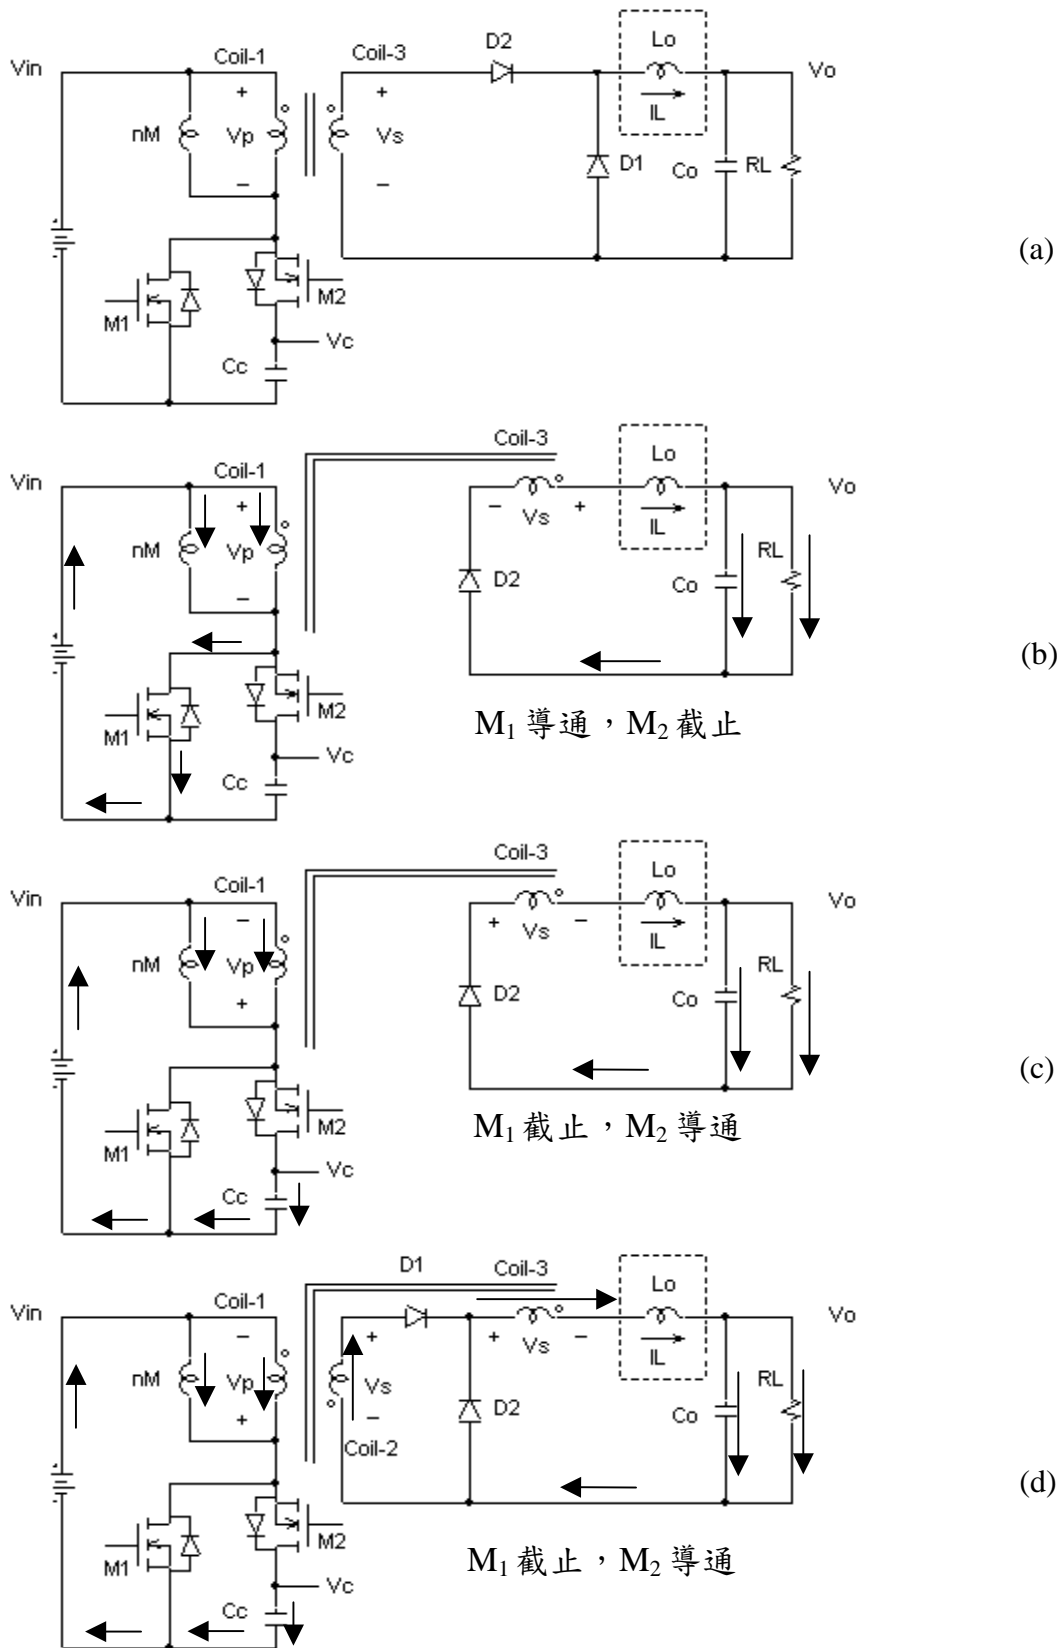 Vin
Coil-1
Coil-3
D2
Lo
Vo
+
+
IL
nM
Vp
Vs
D1
Co
RL
−
−
M1
M2
Vc
Cc
(a)
Vin
Coil-1
Coil-3
Lo
Vo
+
−
Vs
+
IL
nM
Vp
D2
Co
RL
−
M1
M2
Vc
Cc
M1 導通,M2 截止
(b)
Vin
Coil-1
Coil-3
Lo
Vo
−
+
Vs
−
IL
nM
Vp
D2
Co
RL
+
M1
M2
Vc
Cc
M1 截止,M2 導通
(c)
Vin
Coil-1
D1
Coil-3
Lo
Vo
−
+
+
Vs
−
IL
nM
Vp
Vs
D2
Co
RL
+
−
Coil-2
M1
M2
Vc
Cc
M1 截止,M2 導通
(d)